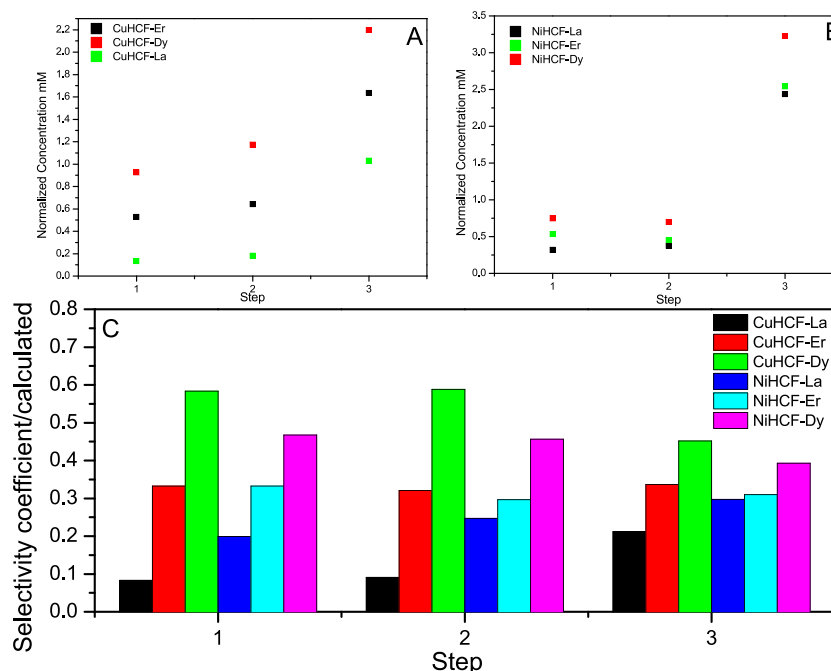 CuHCF-Er
CuHCF-Dy
CuHCF-La
A
Normalized Concentration mM
2.2
2.0
1.8
1.6
1.4
1.2
1.0
0.8
0.6
0.4
0.2
0.0
1
2
3
Step
NiHCF-La
NiHCF-Er
NiHCF-Dy
Normalized Concentration mM
3.5
3.0
2.5
2.0
1.5
1.0
0.5
0.0
1
2
3
Step
C
Selectivity coefficient/calculated
0.8
0.7
0.6
0.5
0.4
0.3
0.2
0.1
0.0
CuHCF-La
CuHCF-Er
CuHCF-Dy
NiHCF-La
NiHCF-Er
NiHCF-Dy
1
2
3
Step